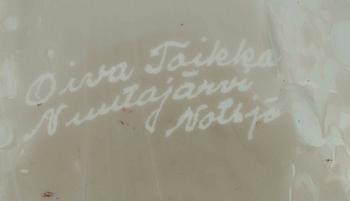 Oiva Toikka
Nuutajärvi
Notsjö